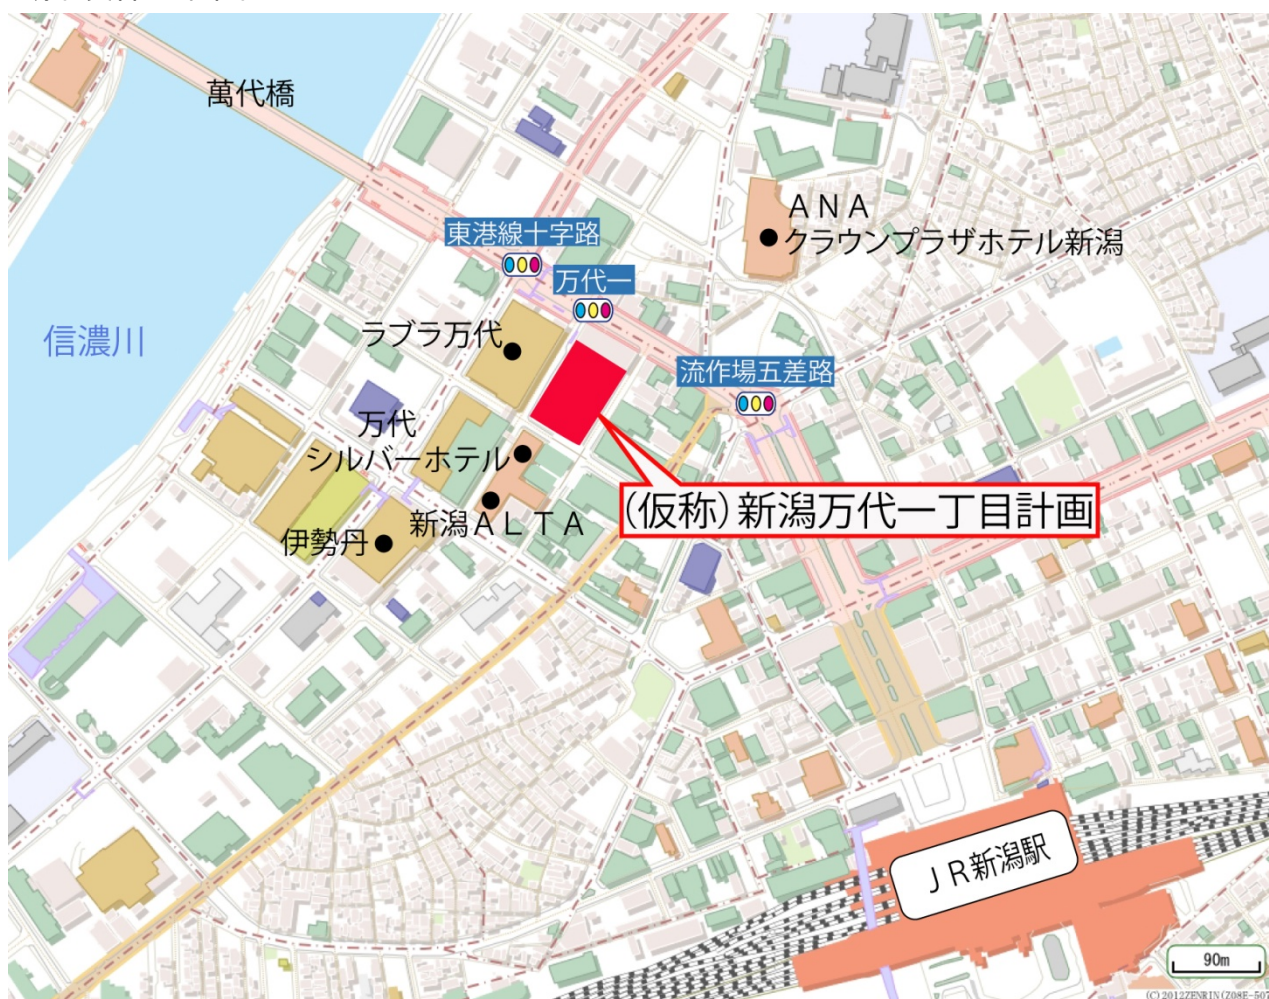 萬代橋
ANA
クラウンプラザホテル新潟
東港線十字路
万代一
信濃川
ラブラ万代
流作場五差路
万代
シルバーホテル
(仮称)新潟万代一丁目計画
新潟ALTA
伊勢丹
JR新潟駅
90m
(C)2012ZENRIN(Z08E-507